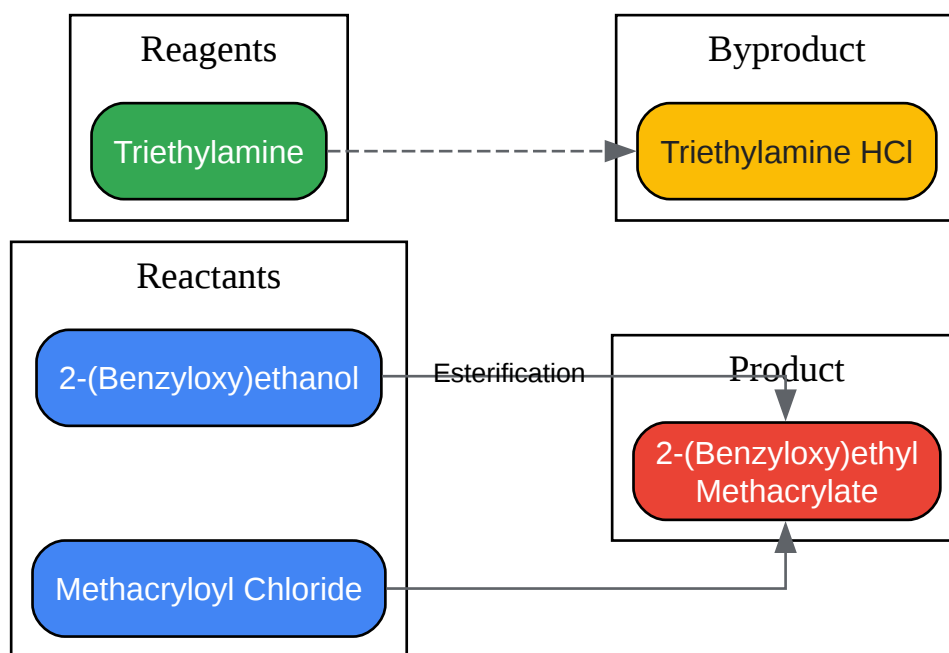 Reagents
Triethylamine
Byproduct
Triethylamine HCl
Reactants
2-(Benzyloxy)ethanol
Esterification
Methacryloyl Chloride
Product
2-(Benzyloxy)ethyl
Methacrylate